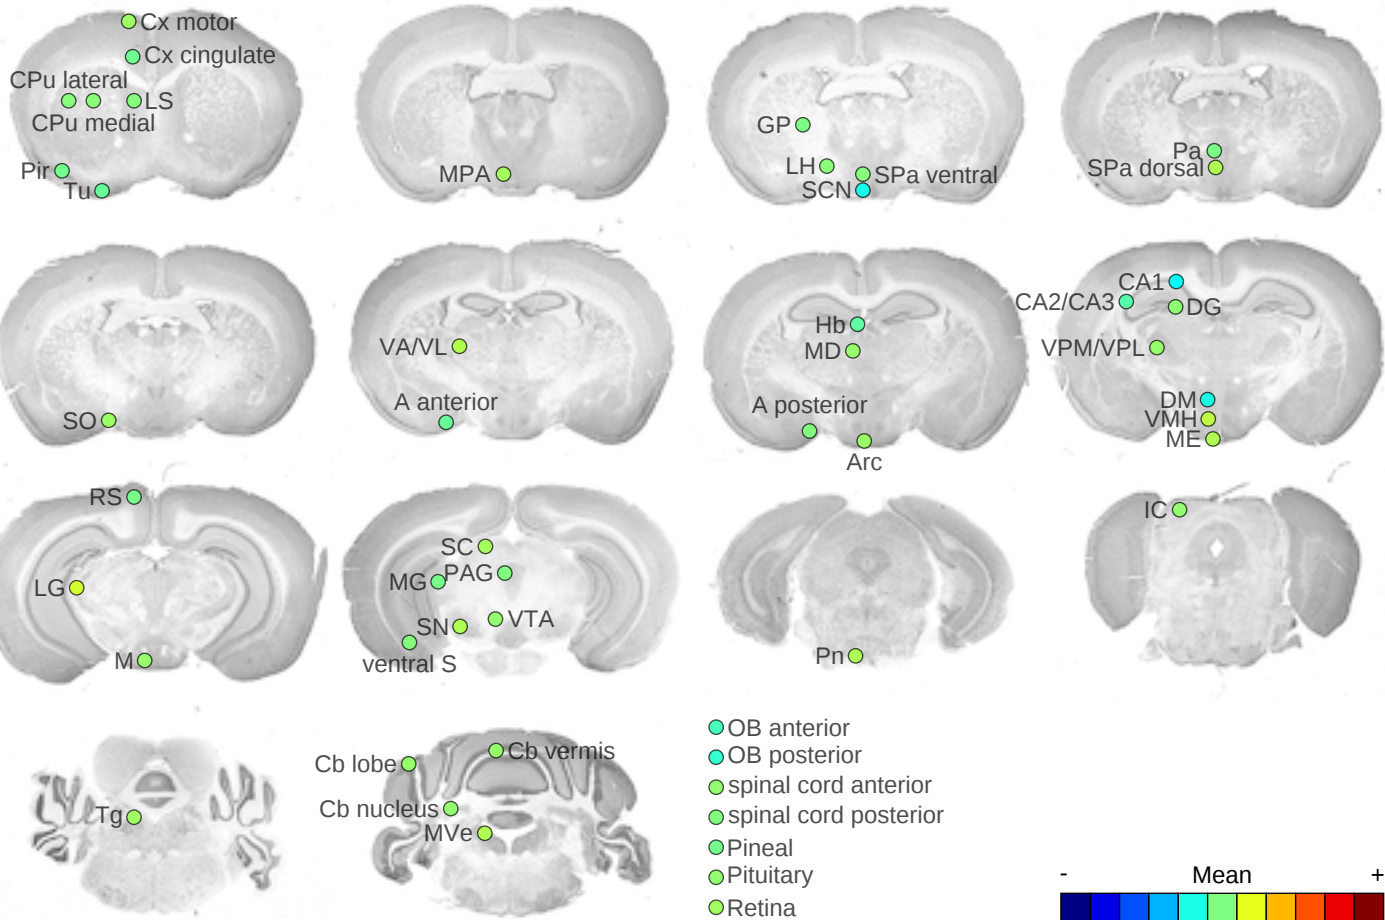 Cx motor
Cx cingulate
CPu lateral
LS
CPu medial
Pir
Tu
MPA
GP
LH
SPa ventral
SCN
Pa
SPa dorsal
SO
VA/VL
A anterior
Hb
MD
A posterior
Arc
CA1
CA2/CA3
DG
VPM/VPL
DM
VMH
ME
RS
LG
M
SC
MG
PAG
SN
VTA
ventral S
Pn
IC
Tg
Cb lobe
Cb vermis
Cb nucleus
MVe
OB anterior
OB posterior
spinal cord anterior
spinal cord posterior
Pineal
Pituitary
Retina
- Mean +